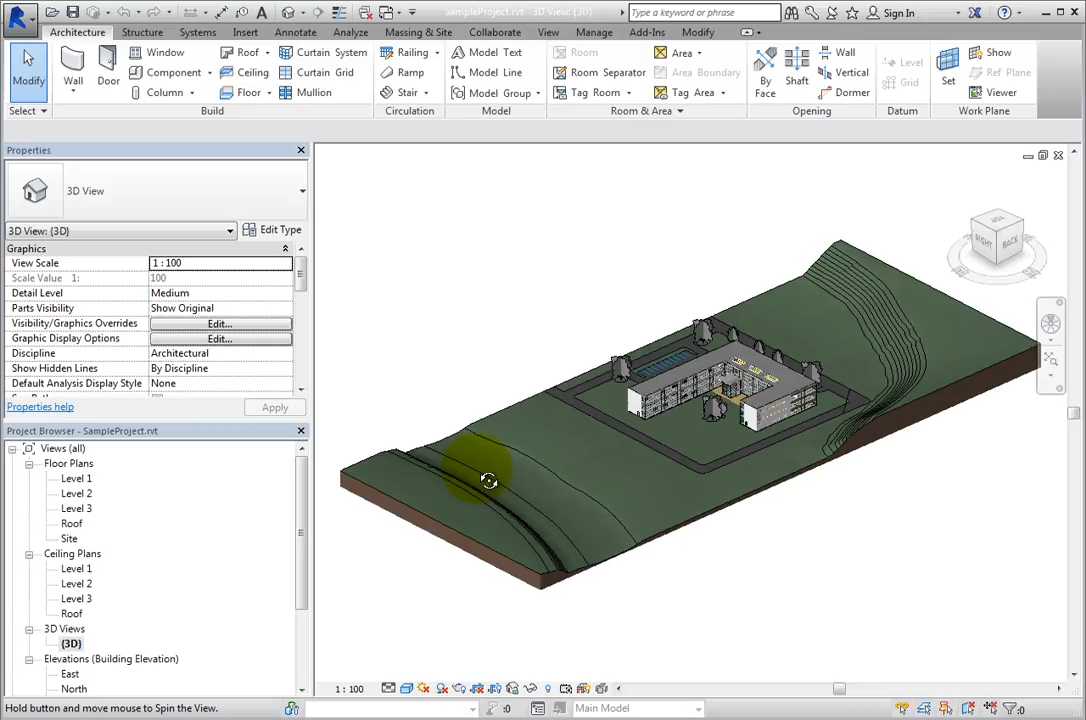 SampleProject.rvt - 3D View: {3D}
Type a keyword or phrase
Sign In
Architecture Structure Systems Insert Annotate Analyze Massing & Site Collaborate View Manage Add-Ins Modify
Modify
Wall
Door
Window
Component
Column
Roof
Ceiling
Floor
Curtain System
Curtain Grid
Mullion
Railing
Ramp
Stair
Model Text
Model Line
Model Group
Room
Room Separator
Tag Room
Area
Area Boundary
Tag Area
By
Face
Shaft
Wall
Vertical
Dormer
Level
Grid
Set
Show
Ref Plane
Viewer
Select
Build
Circulation
Model
Room & Area
Opening
Datum
Work Plane
Properties
3D View
3D View: {3D}
Edit Type
Graphics
View Scale 1 : 100
Scale Value 1: 100
Detail Level Medium
Parts Visibility Show Original
Visibility/Graphics Overrides Edit...
Graphic Display Options Edit...
Discipline Architectural
Show Hidden Lines By Discipline
Default Analysis Display Style None
Properties help
Apply
Project Browser - SampleProject.rvt
Views (all)
Floor Plans
Level 1
Level 2
Level 3
Roof
Site
Ceiling Plans
Level 1
Level 2
Level 3
Roof
3D Views
{3D}
Elevations (Building Elevation)
East
North
TOP
RIGHT
BACK
1 : 100
Hold button and move mouse to Spin the View.
:0
Main Model
:0